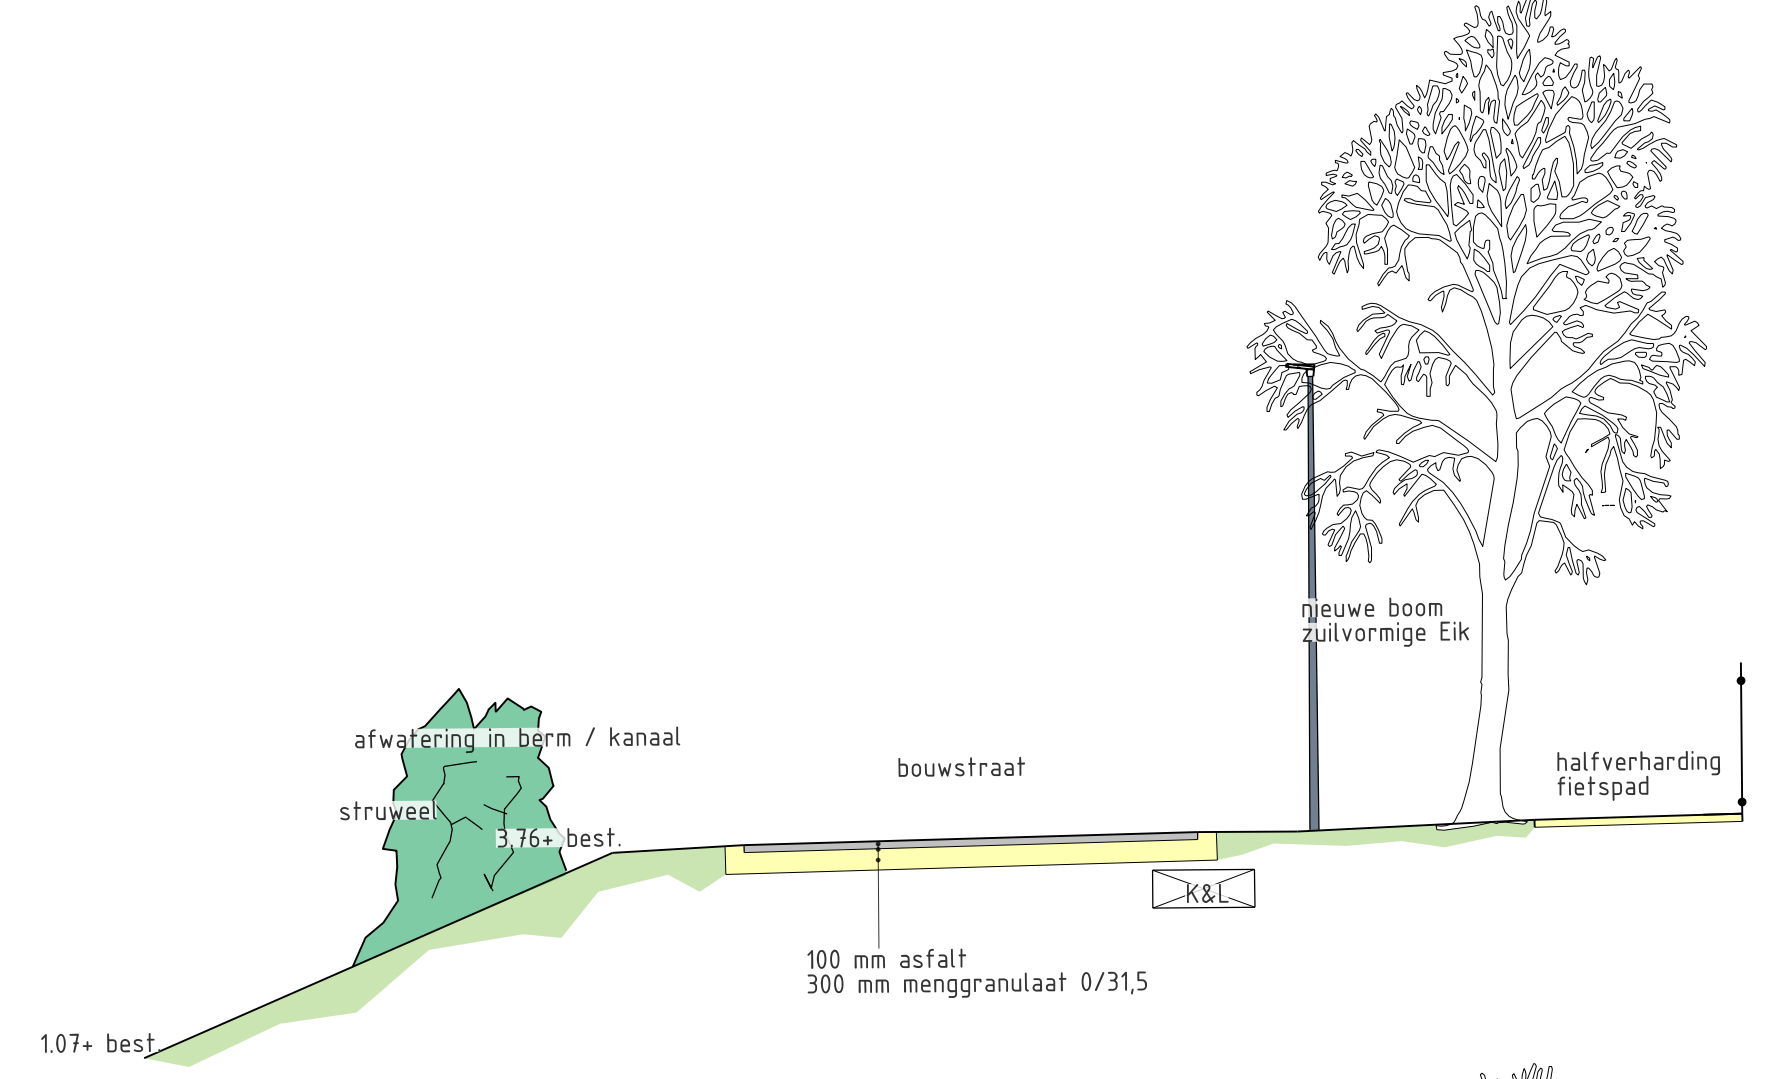 nieuwe boom
zuilvormige Eik
afwatering in berm / kanaal
bouwstraat
halfverharding
fietspad
struweel
3.76+ best.
K&L
100 mm asfalt
300 mm menggranulaat 0/31,5
1.07+ best.